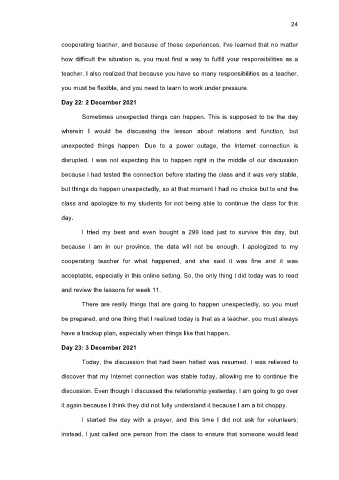 24
cooperating teacher, and because of these experiences, I've learned that no matter
how difficult the situation is, you must find a way to fulfill your responsibilities as a
teacher. I also realized that because you have so many responsibilities as a teacher,
you must be flexible, and you need to learn to work under pressure.
Day 22: 2 December 2021
Sometimes unexpected things can happen. This is supposed to be the day
wherein I would be discussing the lesson about relations and function, but
unexpected things happen. Due to a power outage, the Internet connection is
disrupted. I was not expecting this to happen right in the middle of our discussion
because I had tested the connection before starting the class and it was very stable,
but things do happen unexpectedly, so at that moment I had no choice but to end the
class and apologize to my students for not being able to continue the class for this
day.
I tried my best and even bought a 299 load just to survive this day, but
because I am in our province, the data will not be enough. I apologized to my
cooperating teacher for what happened, and she said it was fine and it was
acceptable, especially in this online setting. So, the only thing I did today was to read
and review the lessons for week 11.
There are really things that are going to happen unexpectedly, so you must
be prepared, and one thing that I realized today is that as a teacher, you must always
have a backup plan, especially when things like that happen.
Day 23: 3 December 2021
Today, the discussion that had been halted was resumed. I was relieved to
discover that my Internet connection was stable today, allowing me to continue the
discussion. Even though I discussed the relationship yesterday, I am going to go over
it again because I think they did not fully understand it because I am a bit choppy.
I started the day with a prayer, and this time I did not ask for volunteers;
instead, I just called one person from the class to ensure that someone would lead